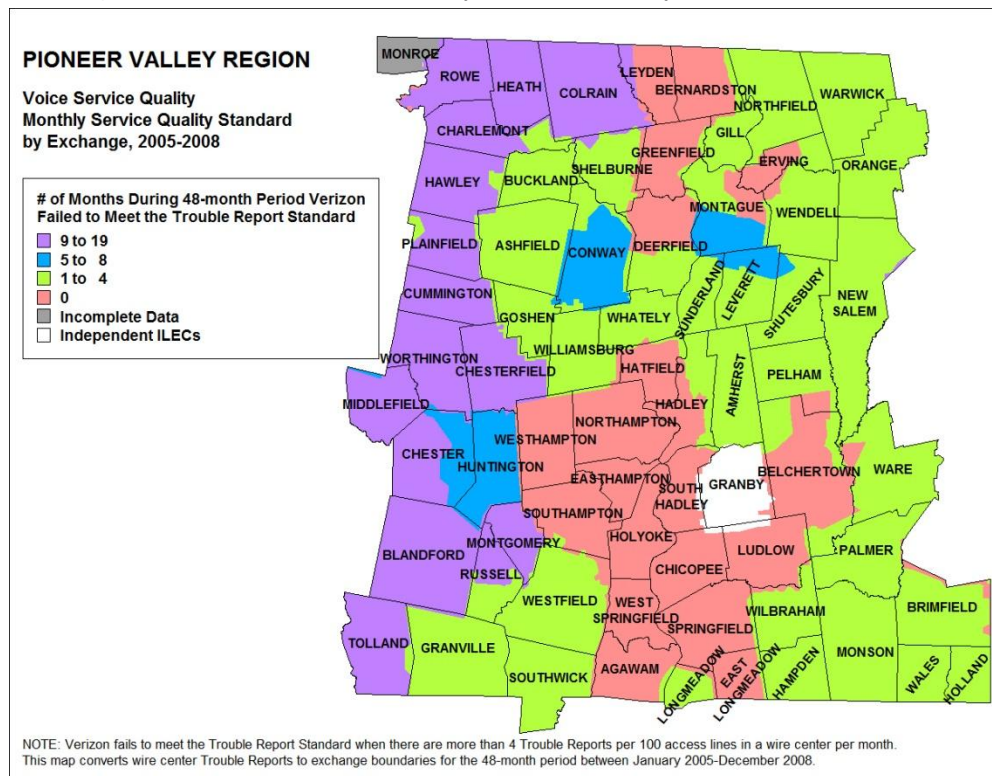 PIONEER VALLEY REGION
Voice Service Quality
Monthly Service Quality Standard
by Exchange, 2005-2008
# of Months During 48-month Period Verizon
Failed to Meet the Trouble Report Standard
9 to 19
5 to 8
1 to 4
0
Incomplete Data
Independent ILECs
MONROE
ROWE
HEATH
COLRAIN
LEYDEN
BERNARDSTON
NORTHFIELD
WARWICK
CHARLEMONT
GREENFIELD
GILL
SHELBURNE
ERVING
ORANGE
HAWLEY
BUCKLAND
MONTAGUE
WENDELL
PLAINFIELD
ASHFIELD
CONWAY
DEERFIELD
SUNDERLAND
LEVERETT
SHUTESBURY
NEW
SALEM
CUMMINGTON
GOSHEN
WHATELY
WILLIAMSBURG
WORTHINGTON
CHESTERFIELD
HATFIELD
AMHERST
PELHAM
MIDDLEFIELD
HADLEY
NORTHAMPTON
WESTHAMPTON
CHESTER
HUNTINGTON
EASTHAMPTON
SOUTH
HADLEY
GRANBY
BELCHERTOWN
WARE
SOUTHAMPTON
HOLYOKE
MONTGOMERY
BLANDFORD
LUDLOW
PALMER
CHICOPEE
RUSSELL
WESTFIELD
WEST
SPRINGFIELD
SPRINGFIELD
WILBRAHAM
BRIMFIELD
TOLLAND
GRANVILLE
SOUTHWICK
AGAWAM
LONGMEADOW
EAST
LONGMEADOW
HAMPDEN
MONSON
WALES
HOLLAND
NOTE: Verizon fails to meet the Trouble Report Standard when there are more than 4 Trouble Reports per 100 access lines in a wire center per month.
This map converts wire center Trouble Reports to exchange boundaries for the 48-month period between January 2005-December 2008.